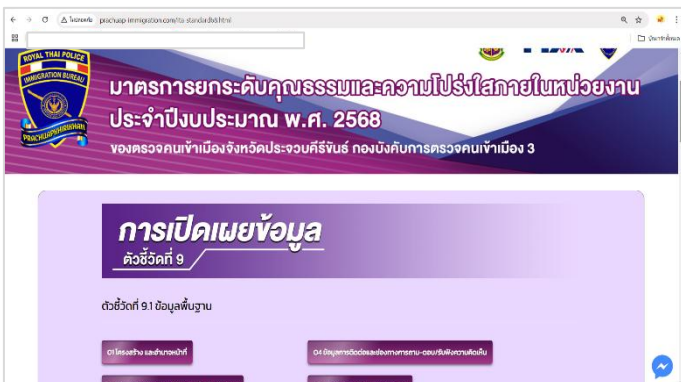 ไม่ปลอดภัย prachuap-immigration.com/ita-standard68.html
ROYAL THAI POLICE
IMMIGRATION BUREAU
PRACHUAPKHIRIKHAN
มาตรการยกระดับคุณธรรมและความโปร่งใสภายในหน่วยงาน
ประจำปีงบประมาณ พ.ศ. 2568
ของตรวจคนเข้าเมืองจังหวัดประจวบคีรีขันธ์ กองบังคับการตรวจคนเข้าเมือง 3
การเปิดเผยข้อมูล
ตัวชี้วัดที่ 9
ตัวชี้วัดที่ 9.1 ข้อมูลพื้นฐาน
O1 โครงสร้าง และอำนาจหน้าที่
O4 ข้อมูลการติดต่อและช่องทางการถาม-ตอบ/รับฟังความคิดเห็น